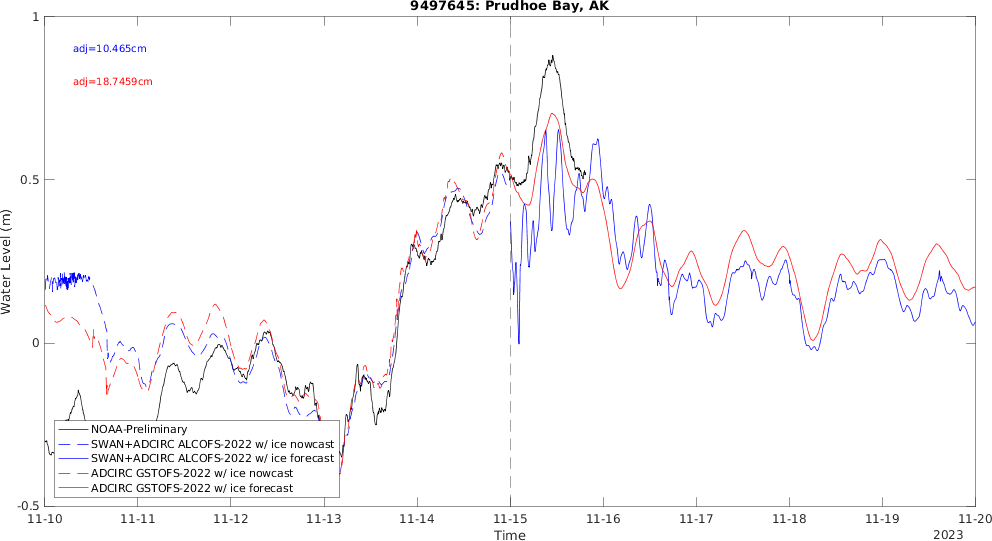 9497645: Prudhoe Bay, AK
adj=10.465cm
adj=18.7459cm
Water Level (m)
1
0.5
0
-0.5
NOAA-Preliminary
SWAN+ADCIRC ALCOFS-2022 w/ ice nowcast
SWAN+ADCIRC ALCOFS-2022 w/ ice forecast
ADCIRC GSTOFS-2022 w/ ice nowcast
ADCIRC GSTOFS-2022 w/ ice forecast
11-10 11-11 11-12 11-13 11-14 11-15 11-16 11-17 11-18 11-19 11-20
Time
2023